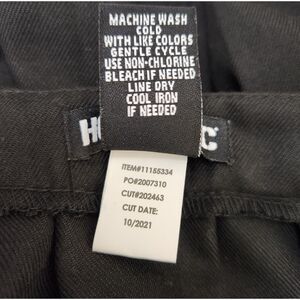 MACHINE WASH
COLD
WITH LIKE COLORS
GENTLE CYCLE
USE NON-CHLORINE
BLEACH IF NEEDED
LINE DRY
COOL IRON
IF NEEDED
ITEM#11155334
PO#2007310
CUT#202463
CUT DATE:
10/2021